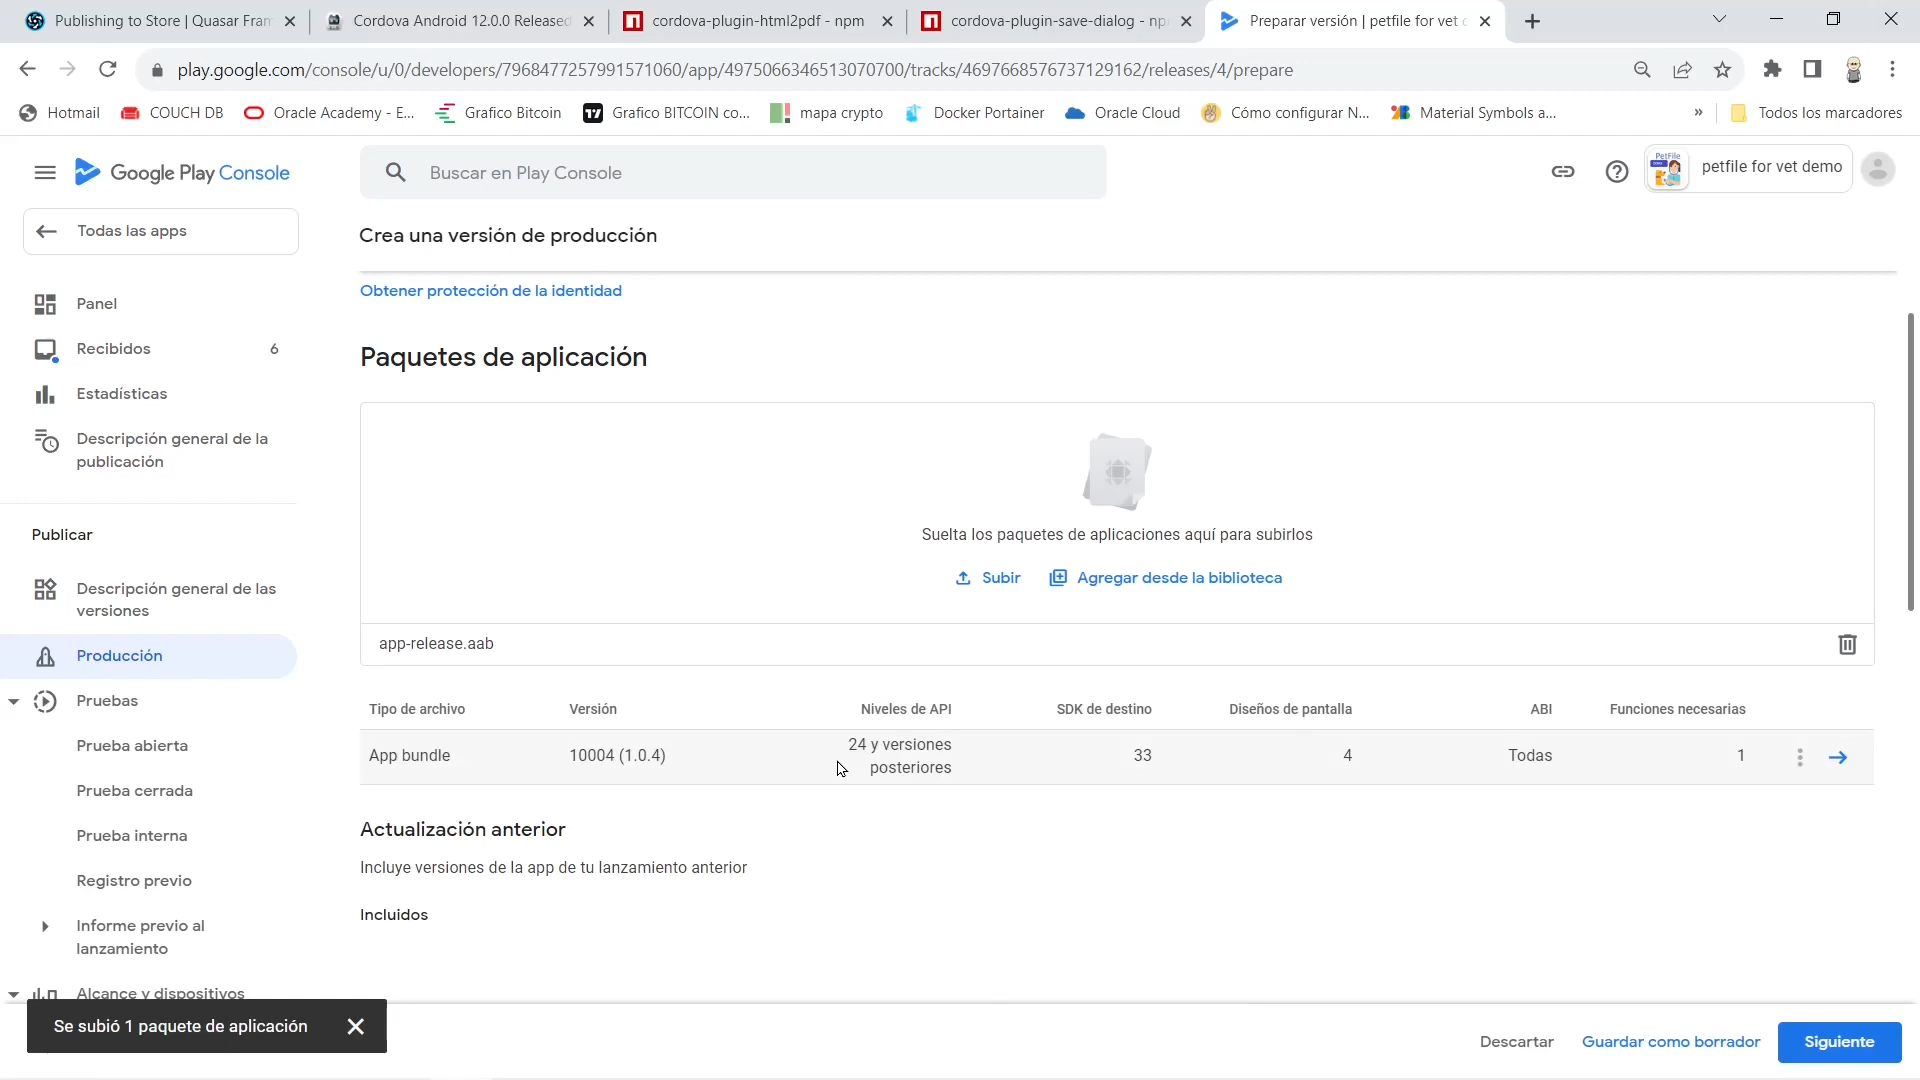 Publishing to Store | Quasar Fram
Cordova Android 12.0.0 Released
cordova-plugin-html2pdf - npm
cordova-plugin-save-dialog - np
Preparar versión | petfile for vet
play.google.com/console/u/0/developers/7968477257991571060/app/4975066346513070700/tracks/4697668576737129162/releases/4/prepare
Hotmail
COUCH DB
Oracle Academy - E...
Grafico Bitcoin
Grafico BITCOIN co...
mapa crypto
Docker Portainer
Oracle Cloud
Cómo configurar N...
Material Symbols a...
»
Todos los marcadores
Google Play Console
Buscar en Play Console
PetFile
petfile for vet demo
Todas las apps
Panel
Recibidos 6
Estadísticas
Descripción general de la
publicación
Publicar
Descripción general de las
versiones
Producción
Pruebas
Prueba abierta
Prueba cerrada
Prueba interna
Registro previo
Informe previo al
lanzamiento
Alcance y dispositivos
Crea una versión de producción
Obtener protección de la identidad
Paquetes de aplicación
Suelta los paquetes de aplicaciones aquí para subirlos
Subir
Agregar desde la biblioteca
app-release.aab
Tipo de archivo Versión Niveles de API SDK de destino Diseños de pantalla ABI Funciones necesarias
App bundle 10004 (1.0.4) 24 y versiones posteriores 33 4 Todas 1
Actualización anterior
Incluye versiones de la app de tu lanzamiento anterior
Incluidos
Se subió 1 paquete de aplicación
Descartar
Guardar como borrador
Siguiente